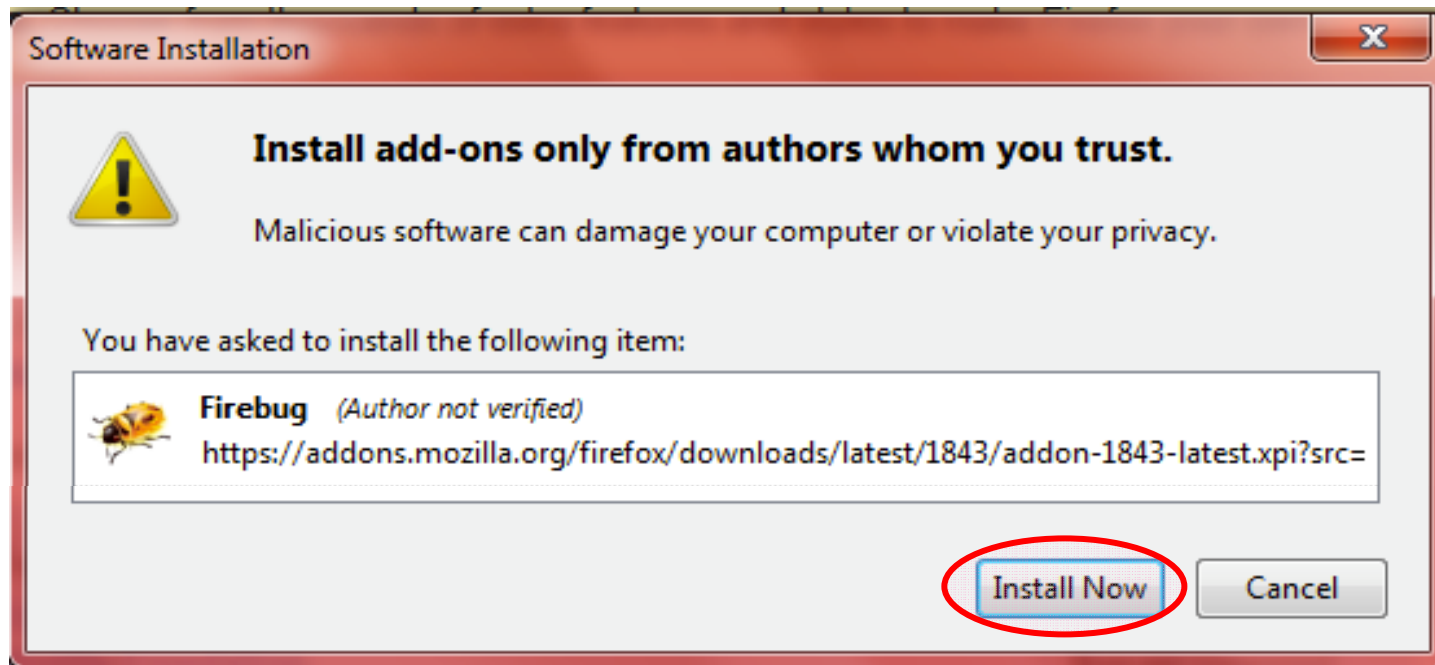 Software Installation
Install add-ons only from authors whom you trust.
Malicious software can damage your computer or violate your privacy.
You have asked to install the following item:
Firebug (Author not verified)
https://addons.mozilla.org/firefox/downloads/latest/1843/addon-1843-latest.xpi?src=
Install Now Cancel